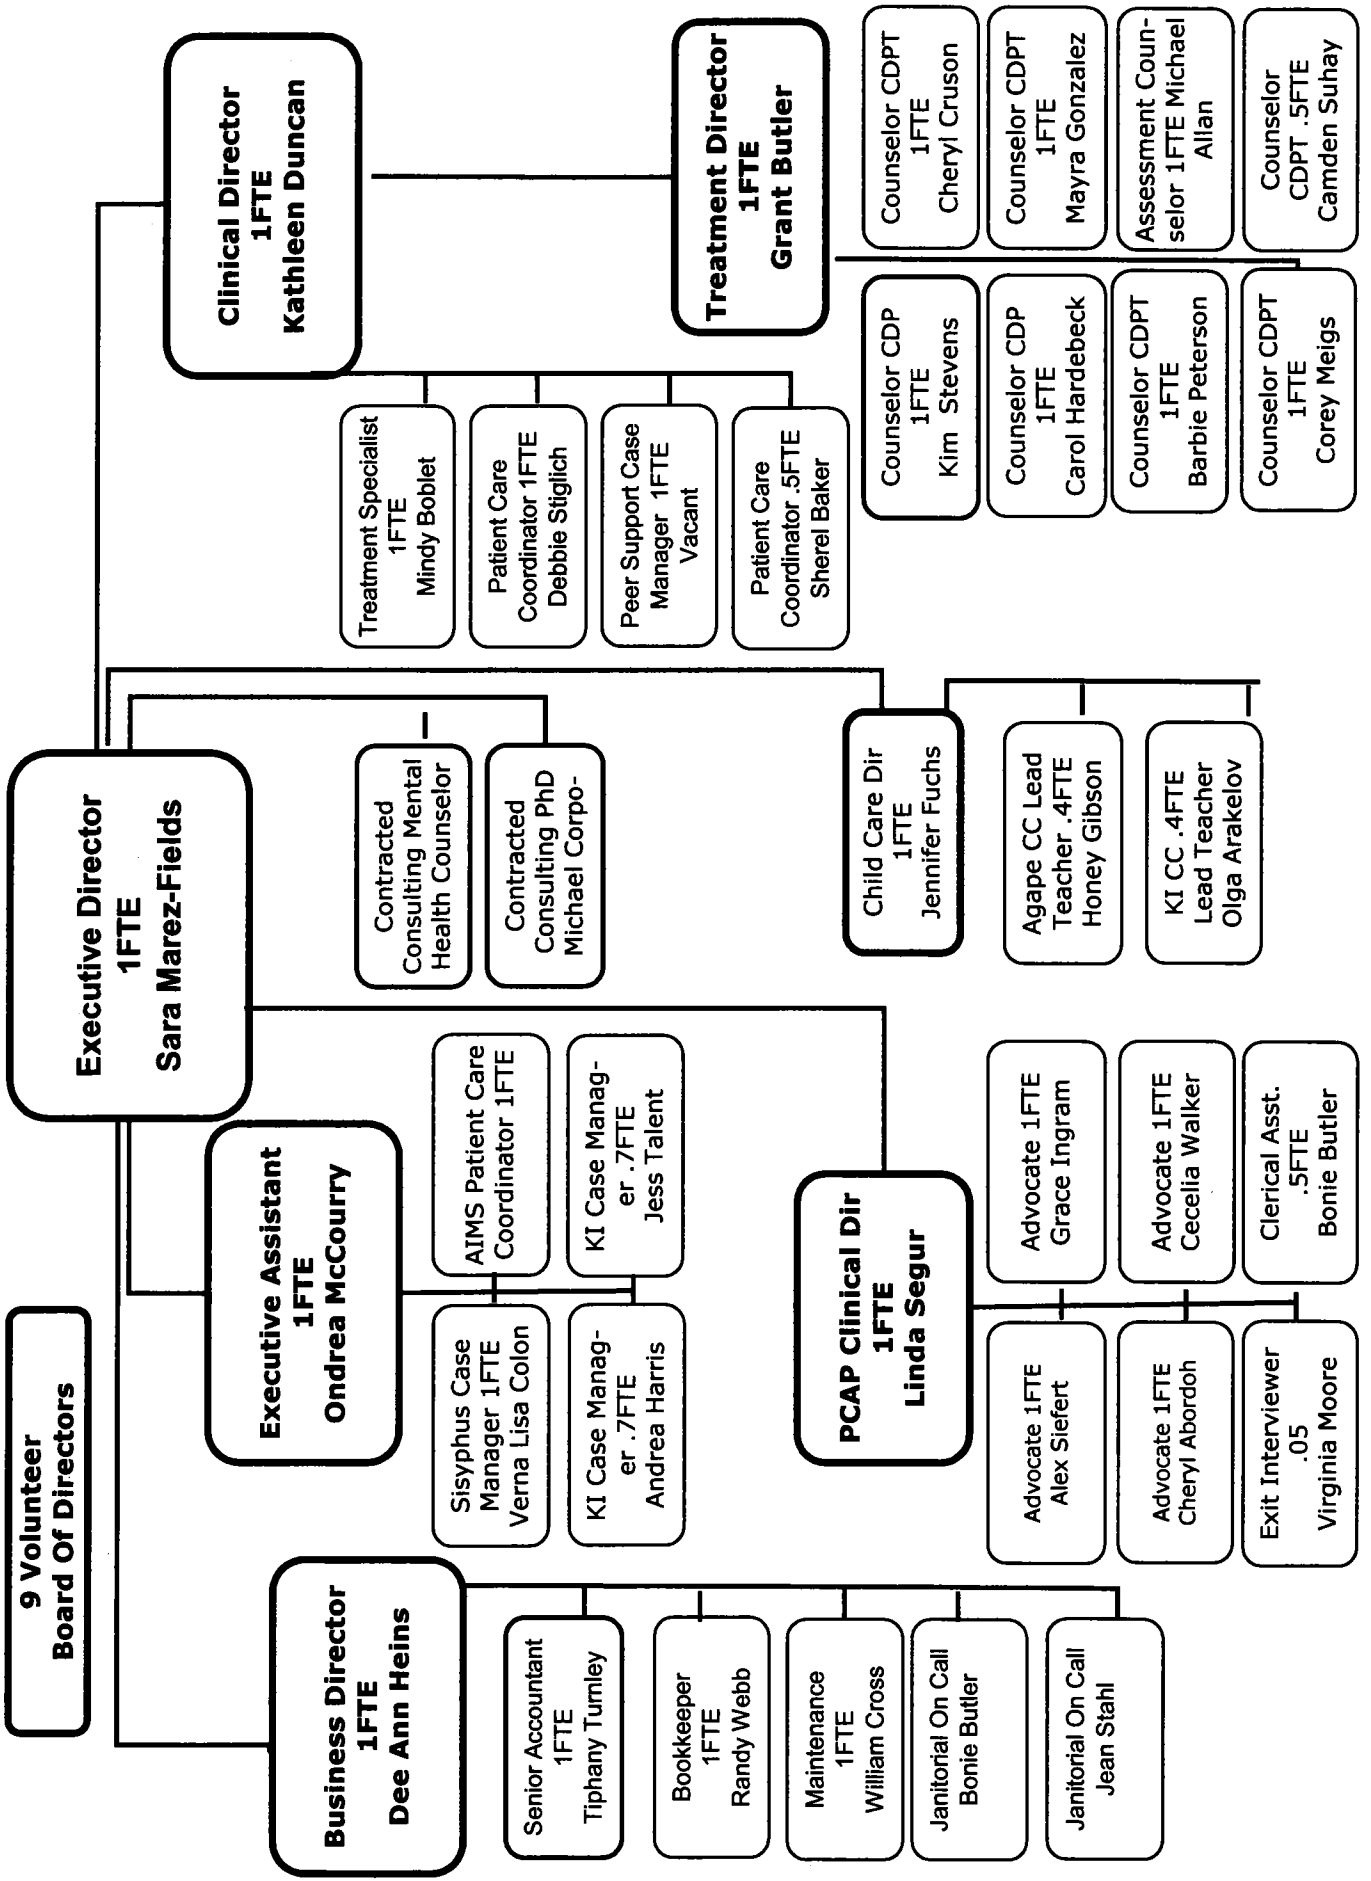 9 Volunteer
Board Of Directors
Executive Director
1FTE
Sara Marez-Fields
Business Director
1FTE
Dee Ann Heins
Senior Accountant
1FTE
Tiphany Turnley
Bookkeeper
1FTE
Randy Webb
Maintenance
1FTE
William Cross
Janitorial On Call
Bonie Butler
Janitorial On Call
Jean Stahl
Executive Assistant
1FTE
Ondrea McCourry
Sisyphus Case
Manager 1FTE
Verna Lisa Colon
AIMS Patient Care
Coordinator 1FTE
KI Case Manag-
er .7FTE
Andrea Harris
KI Case Manag-
er .7FTE
Jess Talent
PCAP Clinical Dir
1FTE
Linda Segur
Advocate 1FTE
Alex Siefert
Advocate 1FTE
Grace Ingram
Advocate 1FTE
Cheryl Abordoh
Advocate 1FTE
Cecelia Walker
Exit Interviewer
.05
Virginia Moore
Clerical Asst.
.5FTE
Bonie Butler
Contracted
Consulting Mental
Health Counselor
Contracted
Consulting PhD
Michael Corpo-
Child Care Dir
1FTE
Jennifer Fuchs
Agape CC Lead
Teacher .4FTE
Honey Gibson
KI CC .4FTE
Lead Teacher
Olga Arakelov
Clinical Director
1FTE
Kathleen Duncan
Treatment Specialist
1FTE
Mindy Boblet
Patient Care
Coordinator 1FTE
Debbie Stiglich
Peer Support Case
Manager 1FTE
Vacant
Patient Care
Coordinator .5FTE
Sherel Baker
Treatment Director
1FTE
Grant Butler
Counselor CDP
1FTE
Kim Stevens
Counselor CDPT
1FTE
Cheryl Cruson
Counselor CDP
1FTE
Carol Hardebeck
Counselor CDPT
1FTE
Mayra Gonzalez
Counselor CDPT
1FTE
Barbie Peterson
Assessment Coun-
selor 1FTE Michael
Allan
Counselor CDPT
1FTE
Corey Meigs
Counselor
CDPT .5FTE
Camden Suhay